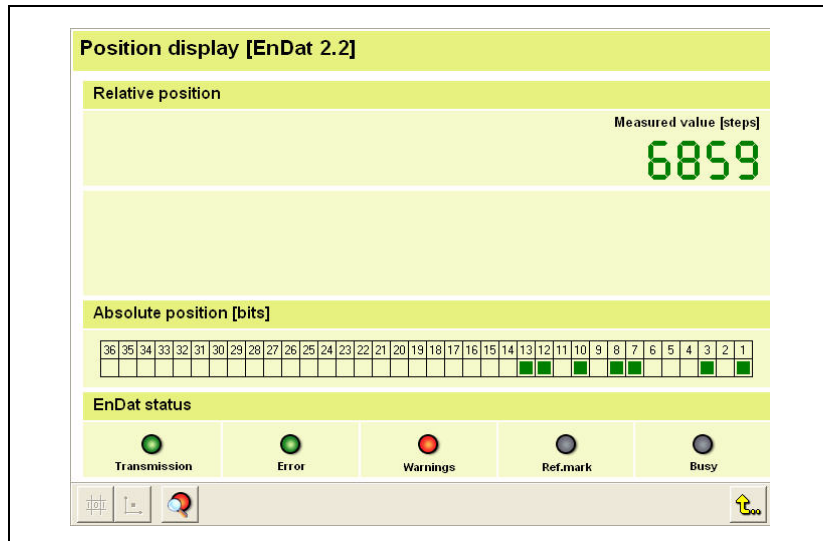 Position display [EnDat 2.2]
Relative position
Measured value [steps]
6859
Absolute position [bits]
36 35 34 33 32 31 30 29 28 27 26 25 24 23 22 21 20 19 18 17 16 15 14 13 12 11 10 9 8 7 6 5 4 3 2 1
EnDat status
Transmission Error Warnings Ref.mark Busy